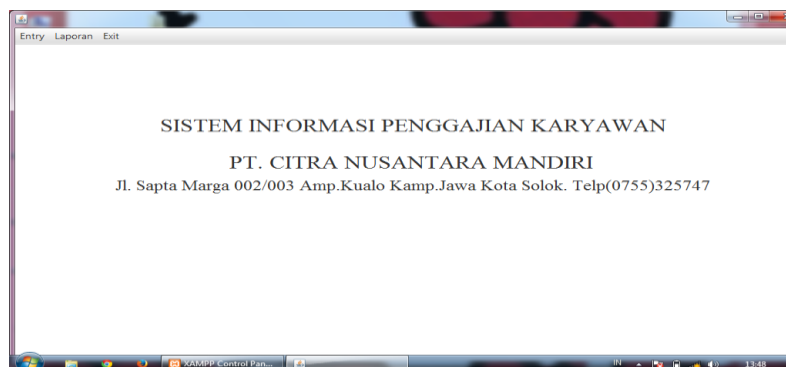 Entry Laporan Exit
SISTEM INFORMASI PENGGAJIAN KARYAWAN
PT. CITRA NUSANTARA MANDIRI
Jl. Sapta Marga 002/003 Amp.Kualo Kamp.Jawa Kota Solok. Telp(0755)325747
XAMPP Control Pan... IN 13:48